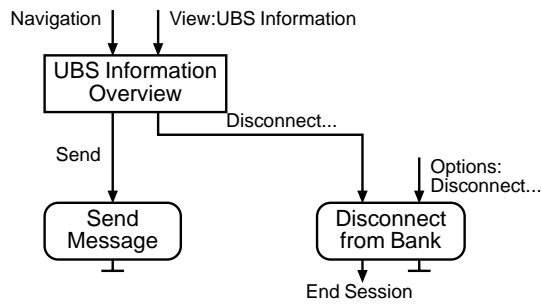 Navigation
View:UBS Information
UBS Information
Overview
Disconnect...
Send
Options:
Disconnect...
Send
Message
Disconnect
from Bank
End Session